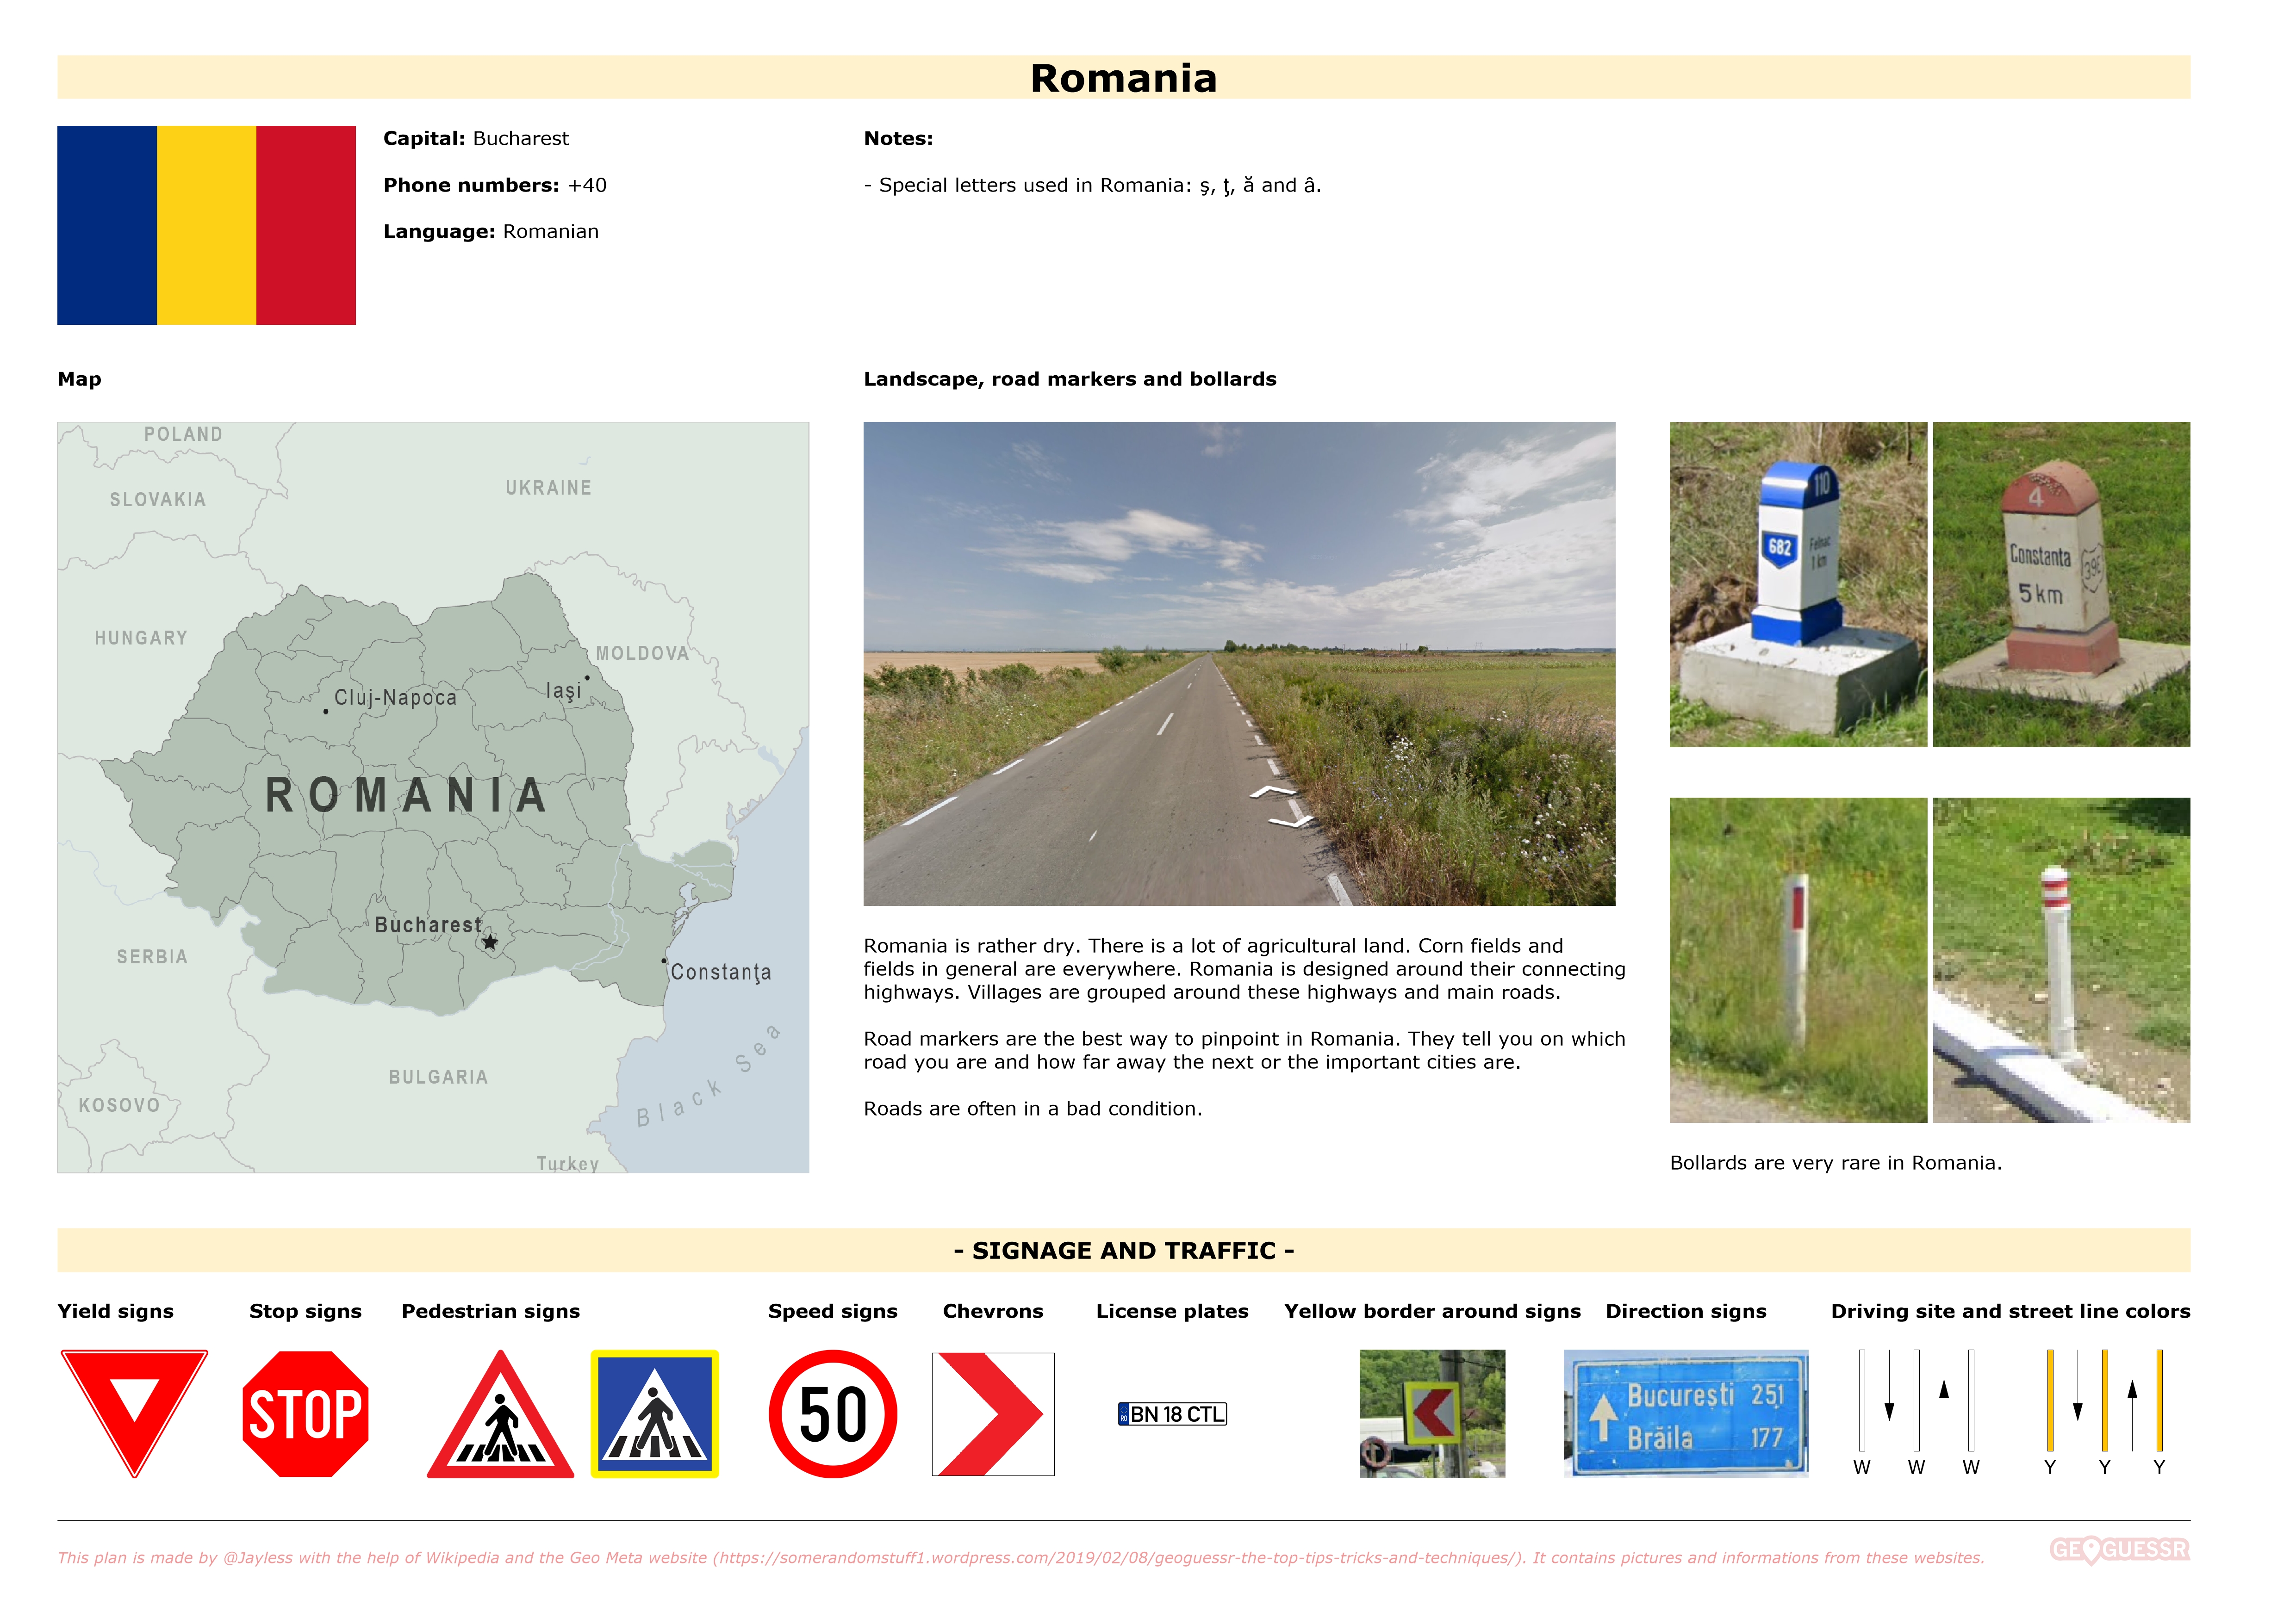 Romania
Capital: Bucharest
Phone numbers: +40
Language: Romanian
Notes:
- Special letters used in Romania: ş, ţ, ă and â.
Map
POLAND
SLOVAKIA
UKRAINE
HUNGARY
MOLDOVA
Cluj-Napoca
Iaşi
ROMANIA
Bucharest
SERBIA
Constanţa
Black Sea
BULGARIA
KOSOVO
Turkey
Landscape, road markers and bollards
110
682
Felnac
1 km
4
Constanta
39E
5 km
Romania is rather dry. There is a lot of agricultural land. Corn fields and
fields in general are everywhere. Romania is designed around their connecting
highways. Villages are grouped around these highways and main roads.
Road markers are the best way to pinpoint in Romania. They tell you on which
road you are and how far away the next or the important cities are.
Roads are often in a bad condition.
Bollards are very rare in Romania.
- SIGNAGE AND TRAFFIC -
Yield signs
Stop signs
Pedestrian signs
Speed signs
Chevrons
License plates
Yellow border around signs
Direction signs
Driving site and street line colors
STOP
50
RO BN 18 CTL
Bucureşti 251
Brăila 177
W W W
Y Y Y
This plan is made by @Jayless with the help of Wikipedia and the Geo Meta website (https://somerandomstuff1.wordpress.com/2019/02/08/geoguessr-the-top-tips-tricks-and-techniques/). It contains pictures and informations from these websites.
GEOGUESSR